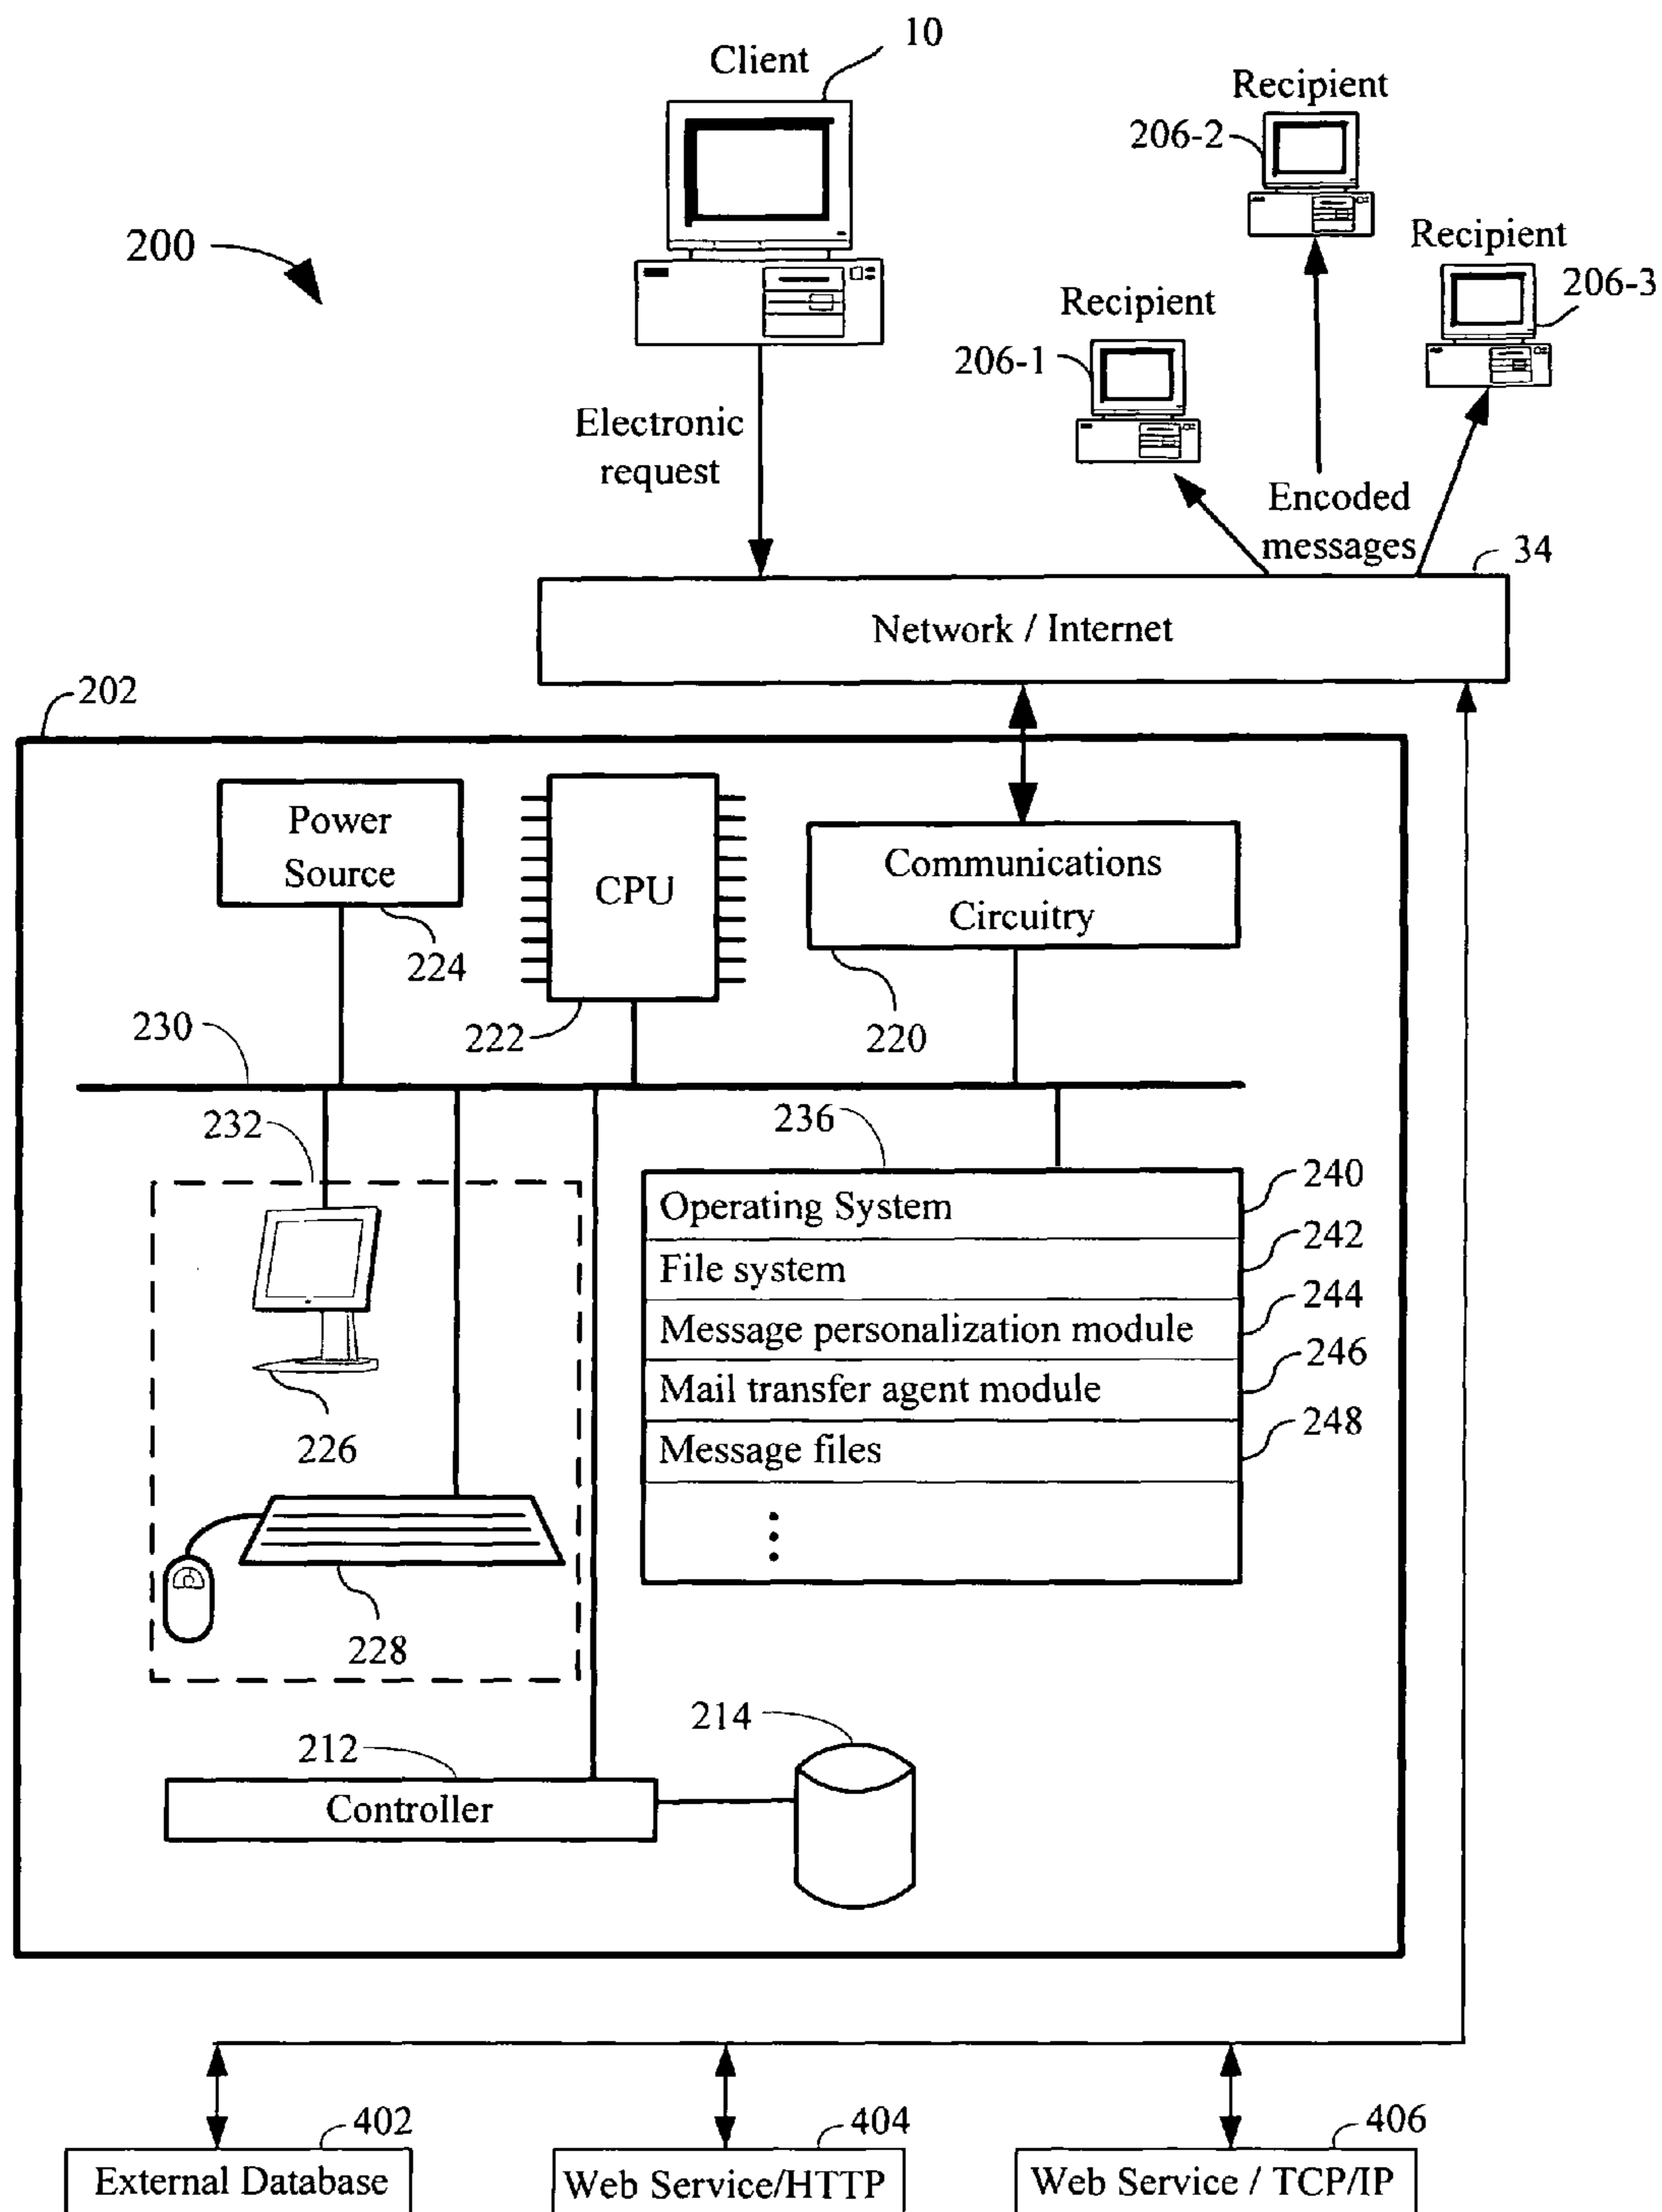 10
Client
Recipient
206-2
Recipient
200
206-3
Recipient
206-1
Electronic
request
Encoded
messages
34
Network / Internet
202
Power
Source
CPU
Communications
Circuitry
224
222
220
230
232
236
Operating System
240
File system
242
Message personalization module
244
Mail transfer agent module
246
Message files
248
226
228
214
212
Controller
402
404
406
External Database
Web Service/HTTP
Web Service / TCP/IP